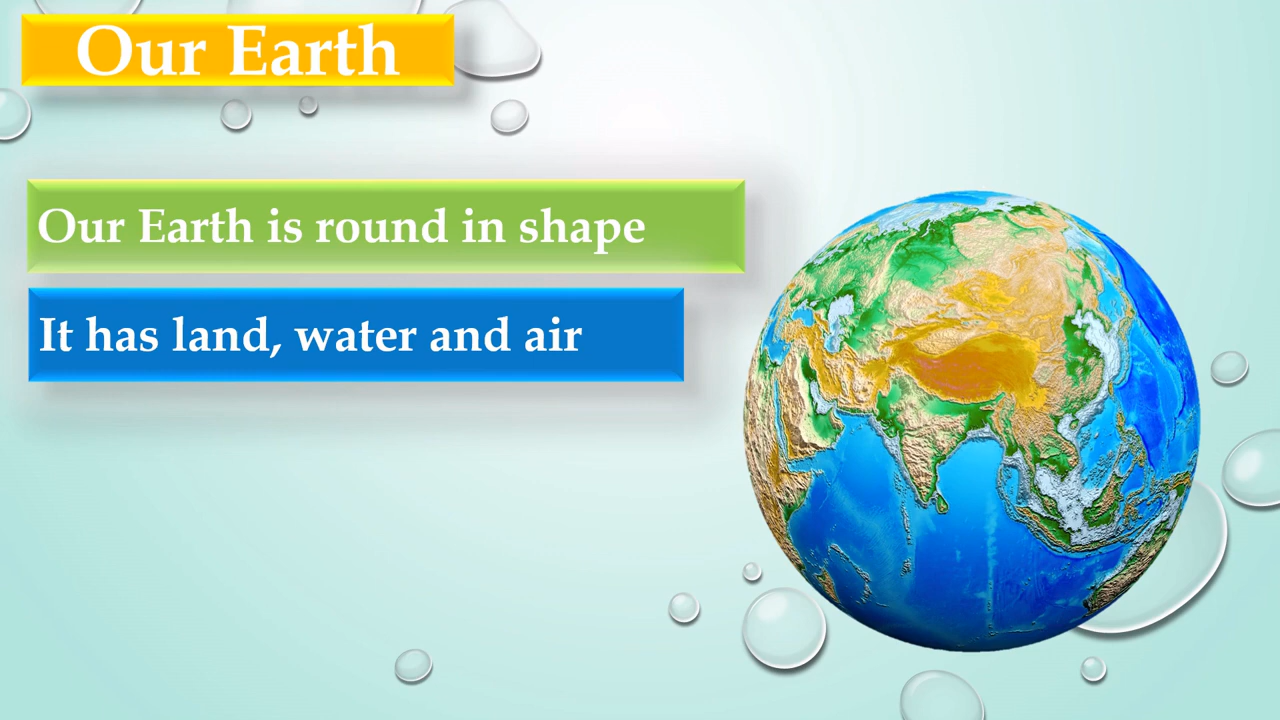 Our Earth
Our Earth is round in shape
It has land, water and air